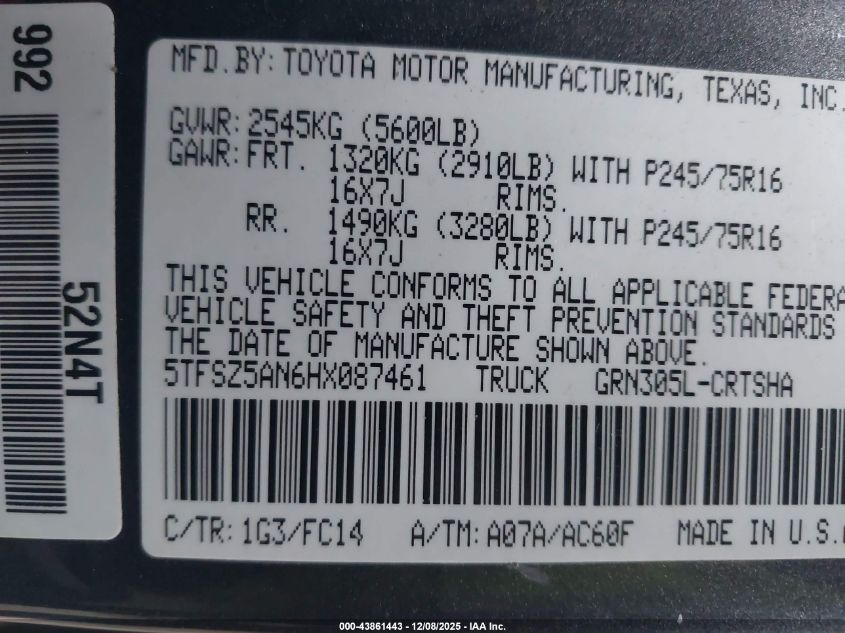 992
52N4T
MFD.BY: TOYOTA MOTOR MANUFACTURING, TEXAS, INC.
GVWR: 2545KG (5600LB)
GAWR: FRT. 1320KG (2910LB) WITH P245/75R16
16X7J RIMS.
RR. 1490KG (3280LB) WITH P245/75R16
16X7J RIMS.
THIS VEHICLE CONFORMS TO ALL APPLICABLE FEDERA
VEHICLE SAFETY AND THEFT PREVENTION STANDARDS
THE DATE OF MANUFACTURE SHOWN ABOVE.
5TFSZ5AN6HX087461 TRUCK GRN305L-CRTSHA
C/TR: 1G3/FC14 A/TM: A07A/AC60F MADE IN U.S.
000-43861443 - 12/08/2025 - IAA Inc.